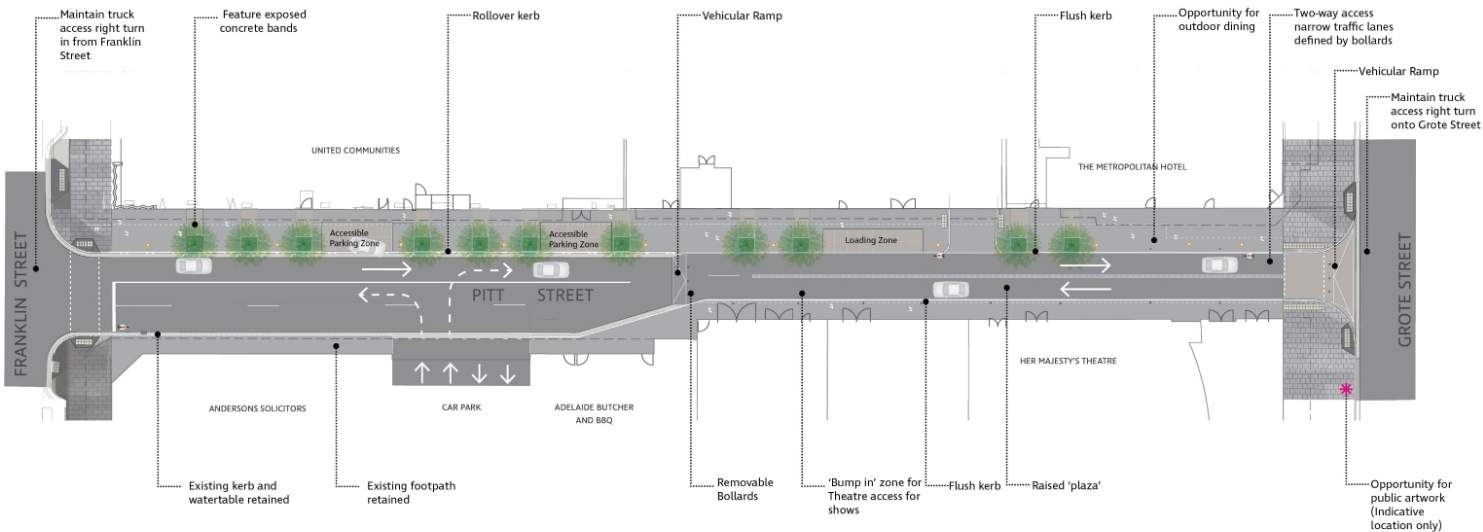 Maintain truck
access right turn
in from Franklin
Street
Feature exposed
concrete bands
Rollover kerb
Vehicular Ramp
Flush kerb
Opportunity for
outdoor dining
Two-way access
narrow traffic lanes
defined by bollards
Vehicular Ramp
Maintain truck
access right turn
onto Grote Street
UNITED COMMUNITIES
THE METROPOLITAN HOTEL
Accessible
Parking Zone
Accessible
Parking Zone
Loading Zone
FRANKLIN STREET
PITT STREET
GROTE STREET
HER MAJESTY'S THEATRE
ANDERSONS SOLICITORS
CAR PARK
ADELAIDE BUTCHER
AND BBQ
Existing kerb and
watertable retained
Existing footpath
retained
Removable
Bollards
'Bump in' zone for
Theatre access for
shows
Flush kerb
Raised 'plaza'
Opportunity for
public artwork
(Indicative
location only)